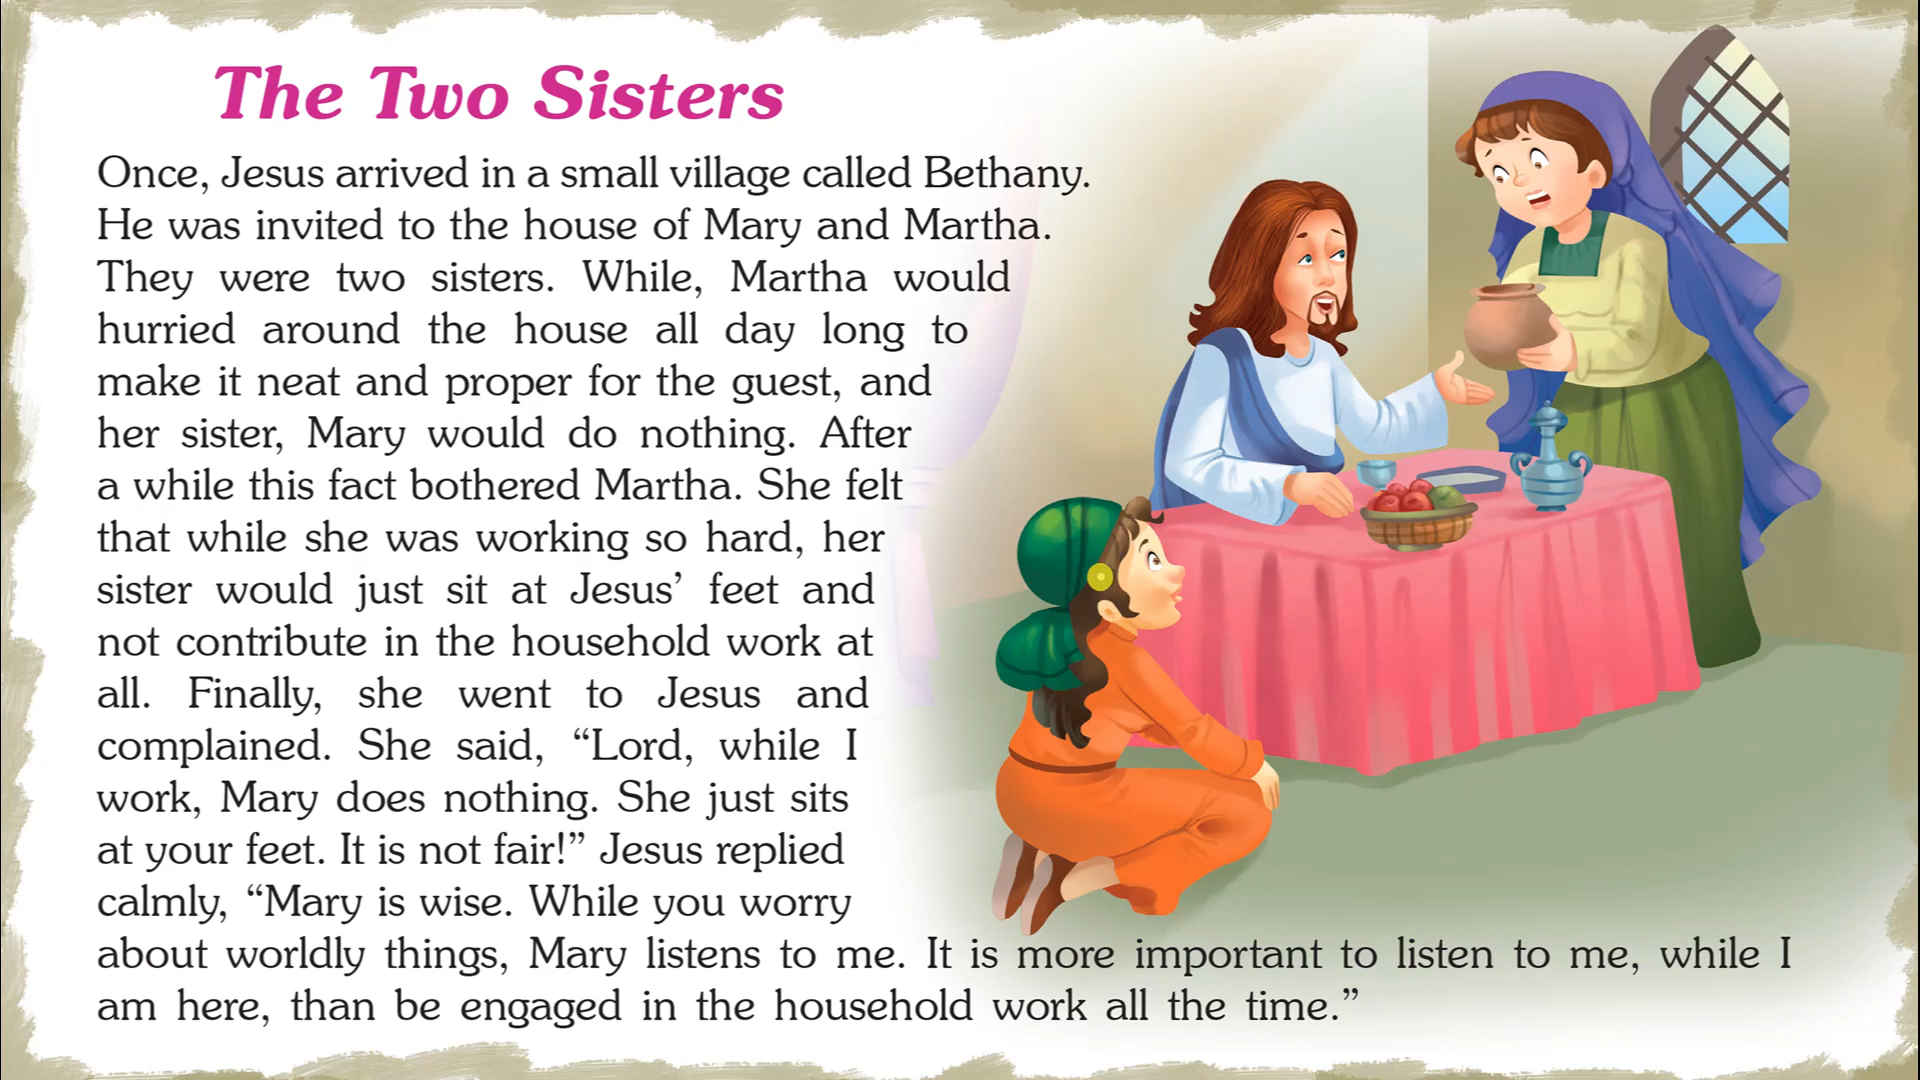 The Two Sisters
Once, Jesus arrived in a small village called Bethany.
He was invited to the house of Mary and Martha.
They were two sisters. While, Martha would
hurried around the house all day long to
make it neat and proper for the guest, and
her sister, Mary would do nothing. After
a while this fact bothered Martha. She felt
that while she was working so hard, her
sister would just sit at Jesus’ feet and
not contribute in the household work at
all. Finally, she went to Jesus and
complained. She said, “Lord, while I
work, Mary does nothing. She just sits
at your feet. It is not fair!” Jesus replied
calmly, “Mary is wise. While you worry
about worldly things, Mary listens to me. It is more important to listen to me, while I
am here, than be engaged in the household work all the time.”